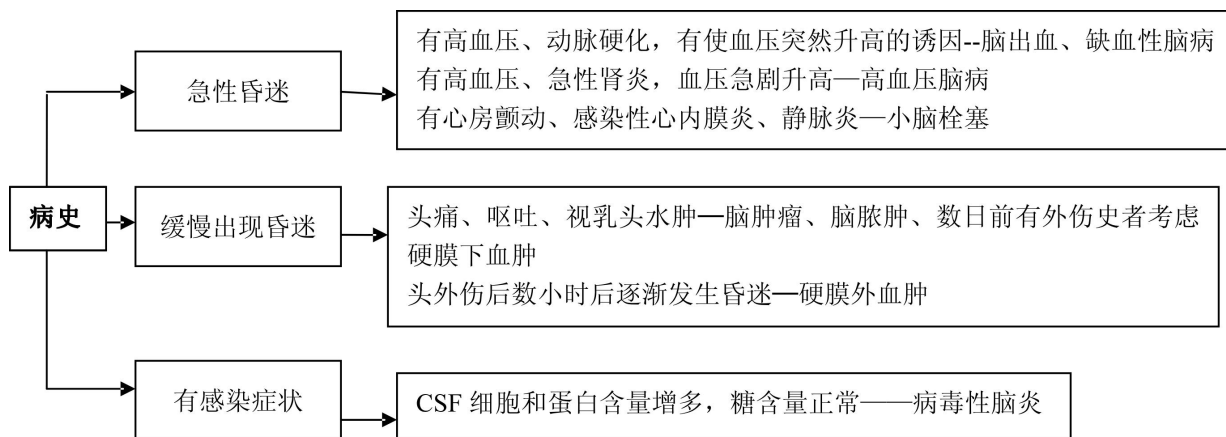 病史
急性昏迷
有高血压、动脉硬化，有使血压突然升高的诱因--脑出血、缺血性脑病
有高血压、急性肾炎，血压急剧升高—高血压脑病
有心房颤动、感染性心内膜炎、静脉炎—小脑栓塞
缓慢出现昏迷
头痛、呕吐、视乳头水肿—脑肿瘤、脑脓肿、数日前有外伤史者考虑
硬膜下血肿
头外伤后数小时后逐渐发生昏迷—硬膜外血肿
有感染症状
CSF 细胞和蛋白含量增多，糖含量正常——病毒性脑炎